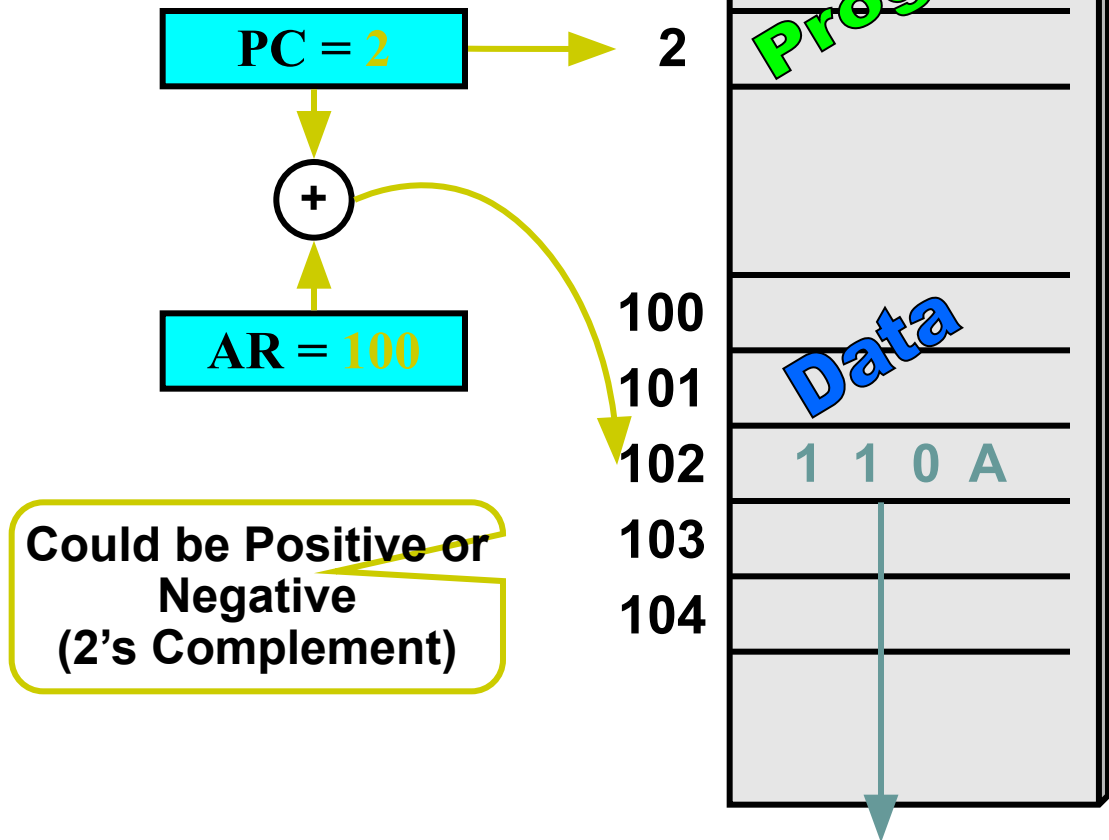 Prog
PC = 2
2
+
100
AR = 100
Data
101
102
1 1 0 A
Could be Positive or
Negative
(2’s Complement)
103
104